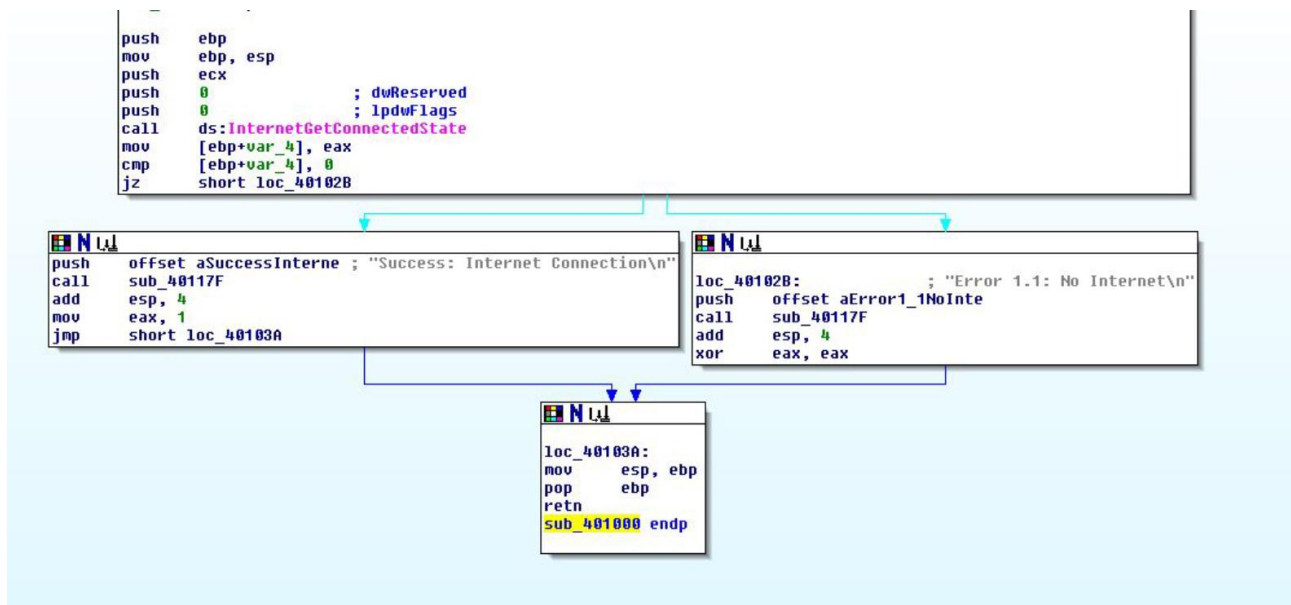 push ebp
mov ebp, esp
push ecx
push 0 ; dwReserved
push 0 ; lpdwFlags
call ds:InternetGetConnectedState
mov [ebp+var_4], eax
cmp [ebp+var_4], 0
jz short loc_40102B
push offset aSuccessInterne ; "Success: Internet Connection\n"
call sub_40117F
add esp, 4
mov eax, 1
jmp short loc_40103A
loc_40102B: ; "Error 1.1: No Internet\n"
push offset aError1_1NoInte
call sub_40117F
add esp, 4
xor eax, eax
loc_40103A:
mov esp, ebp
pop ebp
retn
sub_401000 endp